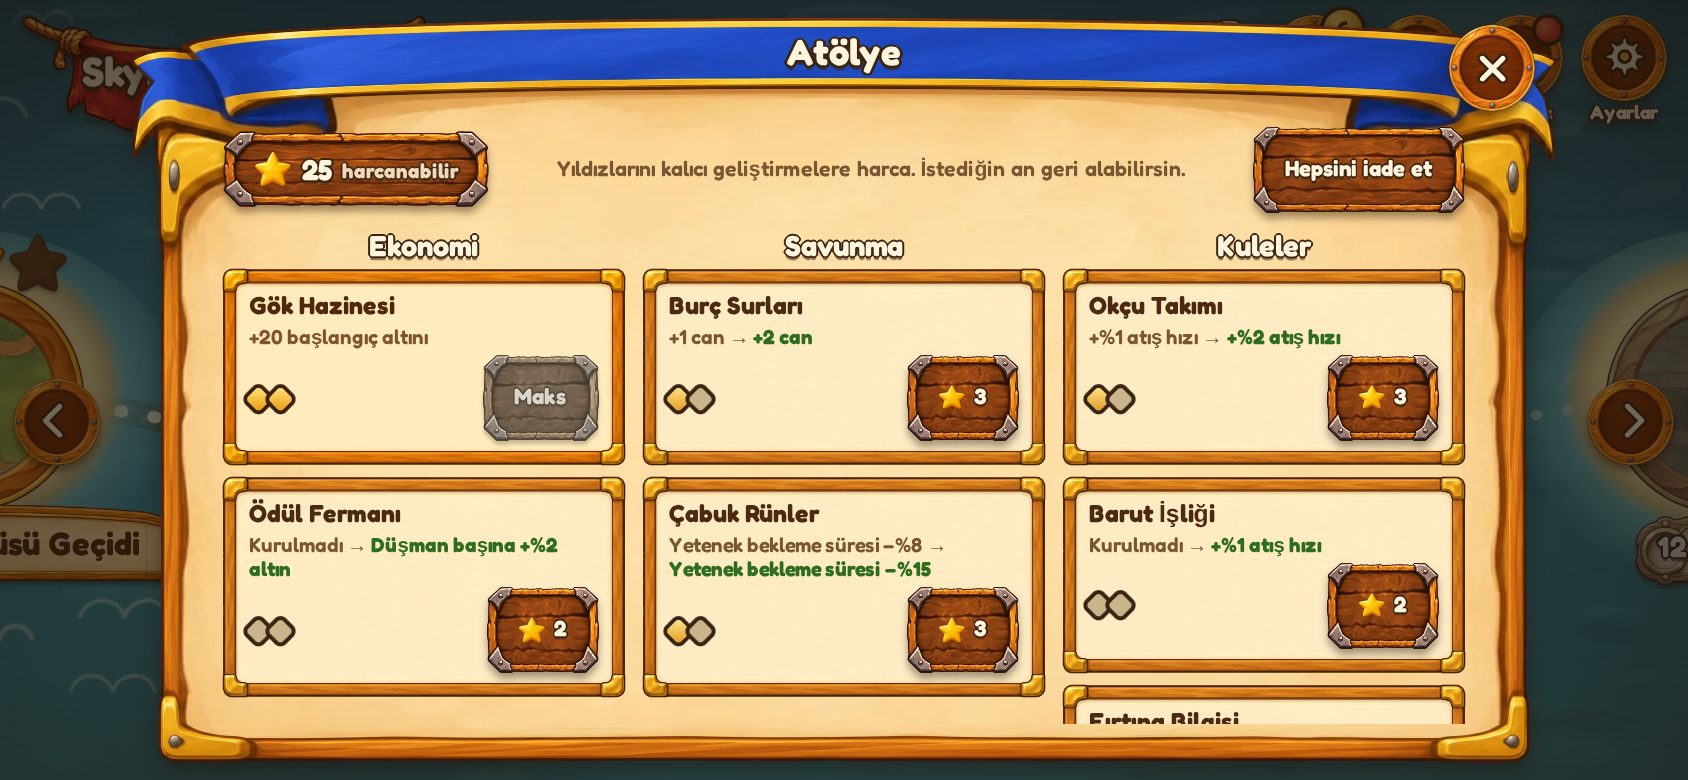 Atölye
Sky
Ayarlar
25 harcanabilir
Yıldızlarını kalıcı geliştirmelere harca. İstediğin an geri alabilirsin.
Hepsini iade et
Ekonomi
Gök Hazinesi
+20 başlangıç altını
Maks
Ödül Fermanı
Kurulmadı → Düşman başına +%2
altın
2
Savunma
Burç Surları
+1 can → +2 can
3
Çabuk Rünler
Yetenek bekleme süresi −%8 →
Yetenek bekleme süresi −%15
3
Kuleler
Okçu Takımı
+%1 atış hızı → +%2 atış hızı
3
Barut İşliği
Kurulmadı → +%1 atış hızı
2
Fırtına Bilgisi
Geçidi
12